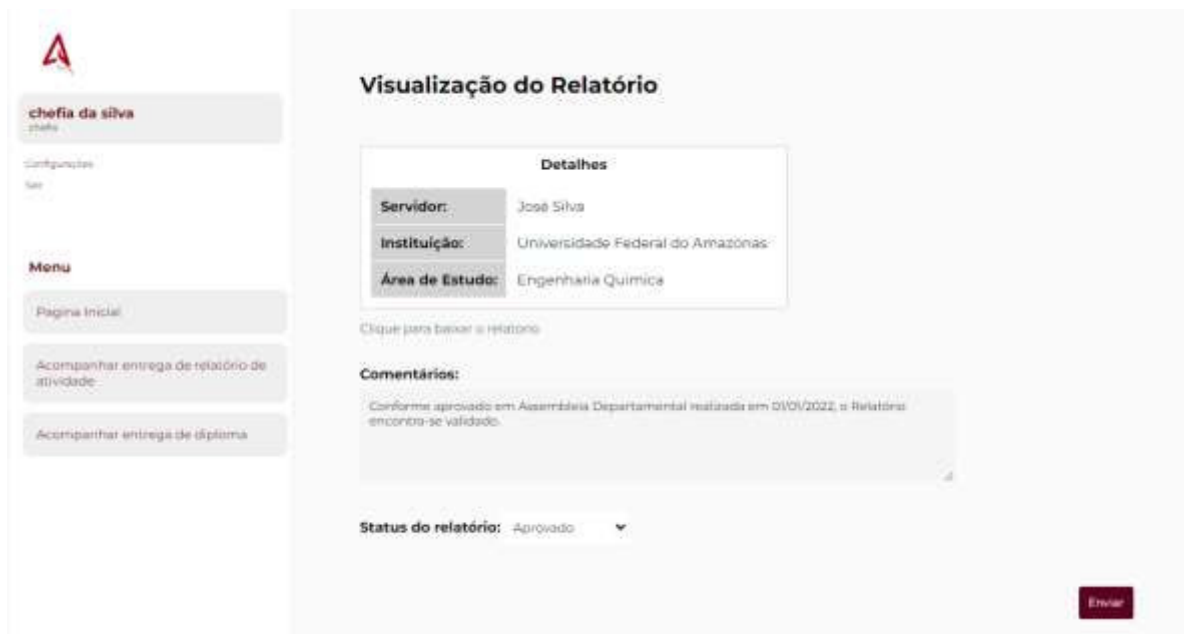 chefia da silva
chefia
Configurações
Sair
Menu
Pagina Inicial
Acompanhar entrega de relatório de
atividade
Acompanhar entrega de diploma
Visualização do Relatório
Detalhes
Servidor: José Silva
Instituição: Universidade Federal do Amazonas
Área de Estudo: Engenharia Quimica
Clique para baixar o relatorio
Comentários:
Conforme aprovado em Assembleia Departamental realizada em 01/01/2022, o Relatório
encontra-se validado.
Status do relatório: Aprovado
Enviar